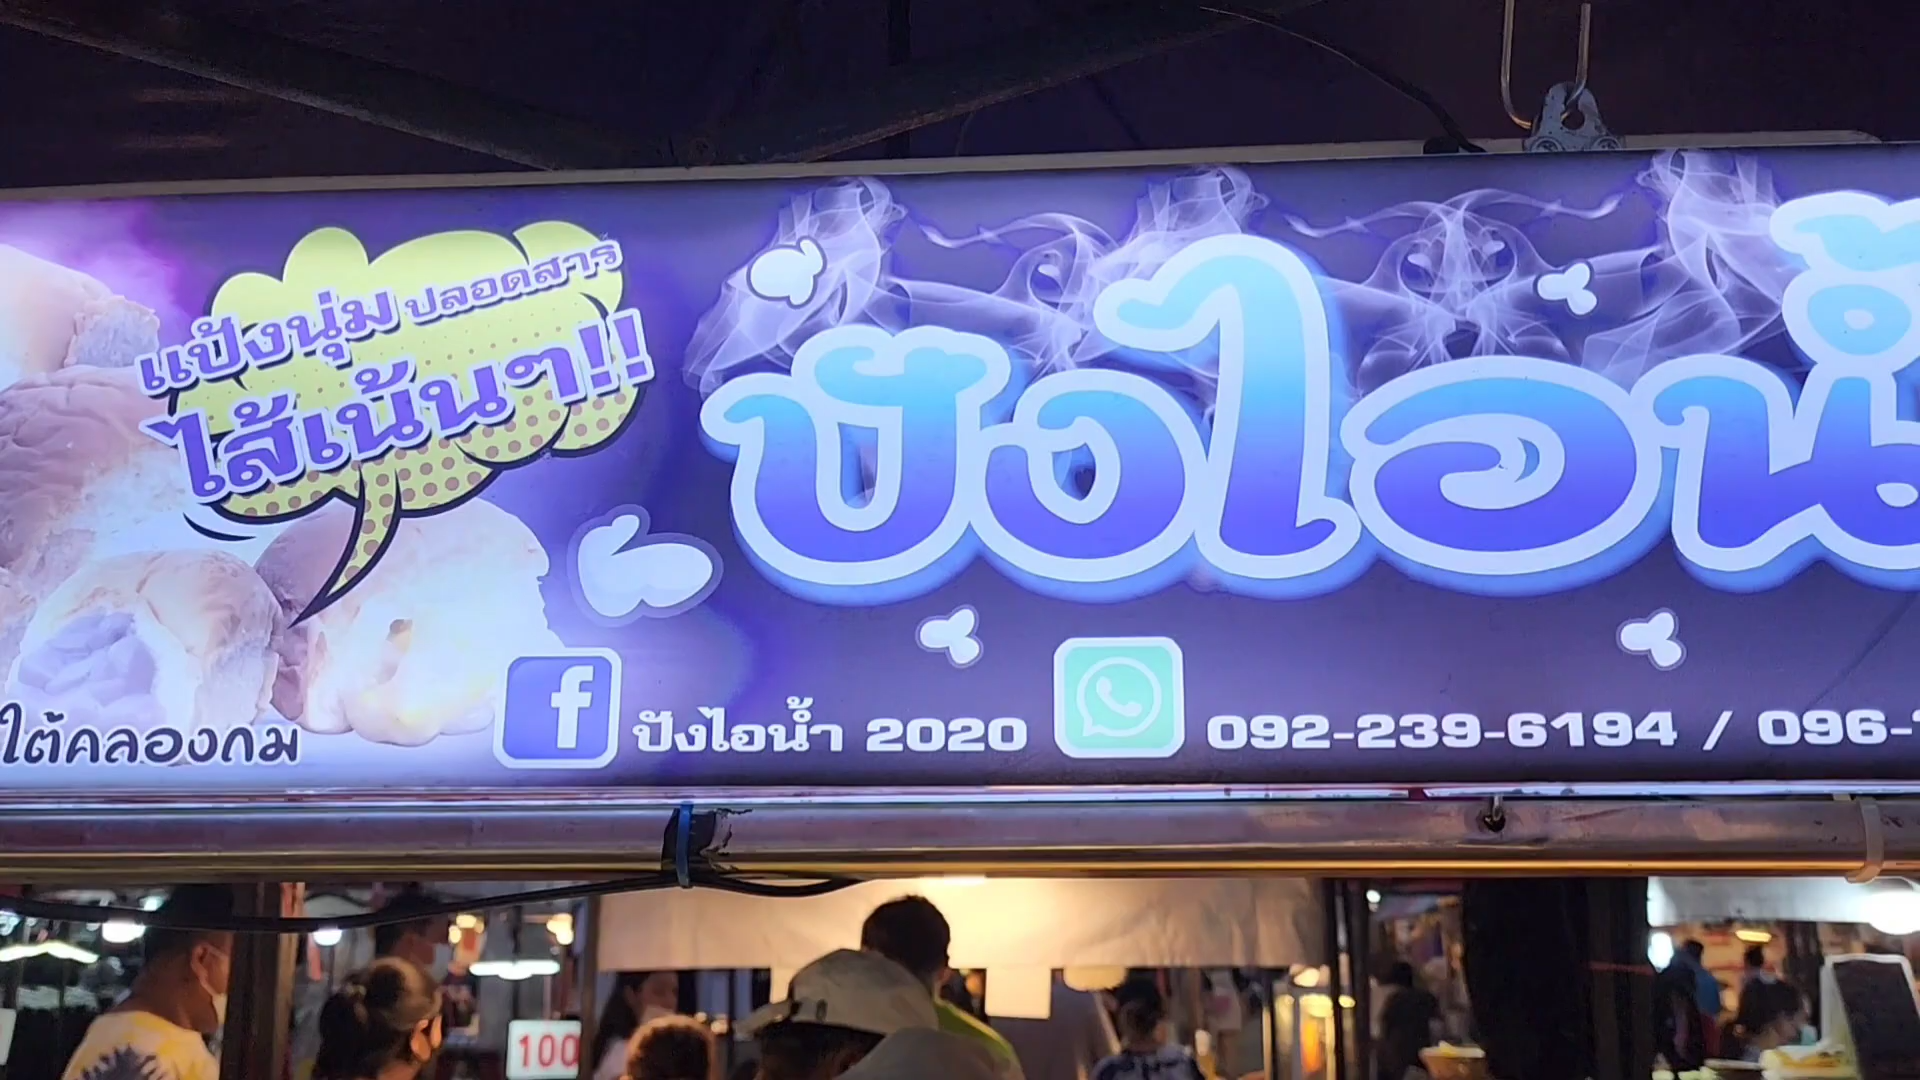 แป้งนุ่ม ปลอดสาร
ไส้เน้นๆ!!
ปังไอน้ำ
ใต้คลองกม
ปังไอน้ำ 2020
092-239-6194 / 096-
100